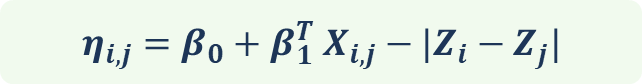 η_{i,j} = β_0 + β_1^T X_{i,j} − |Z_i − Z_j|